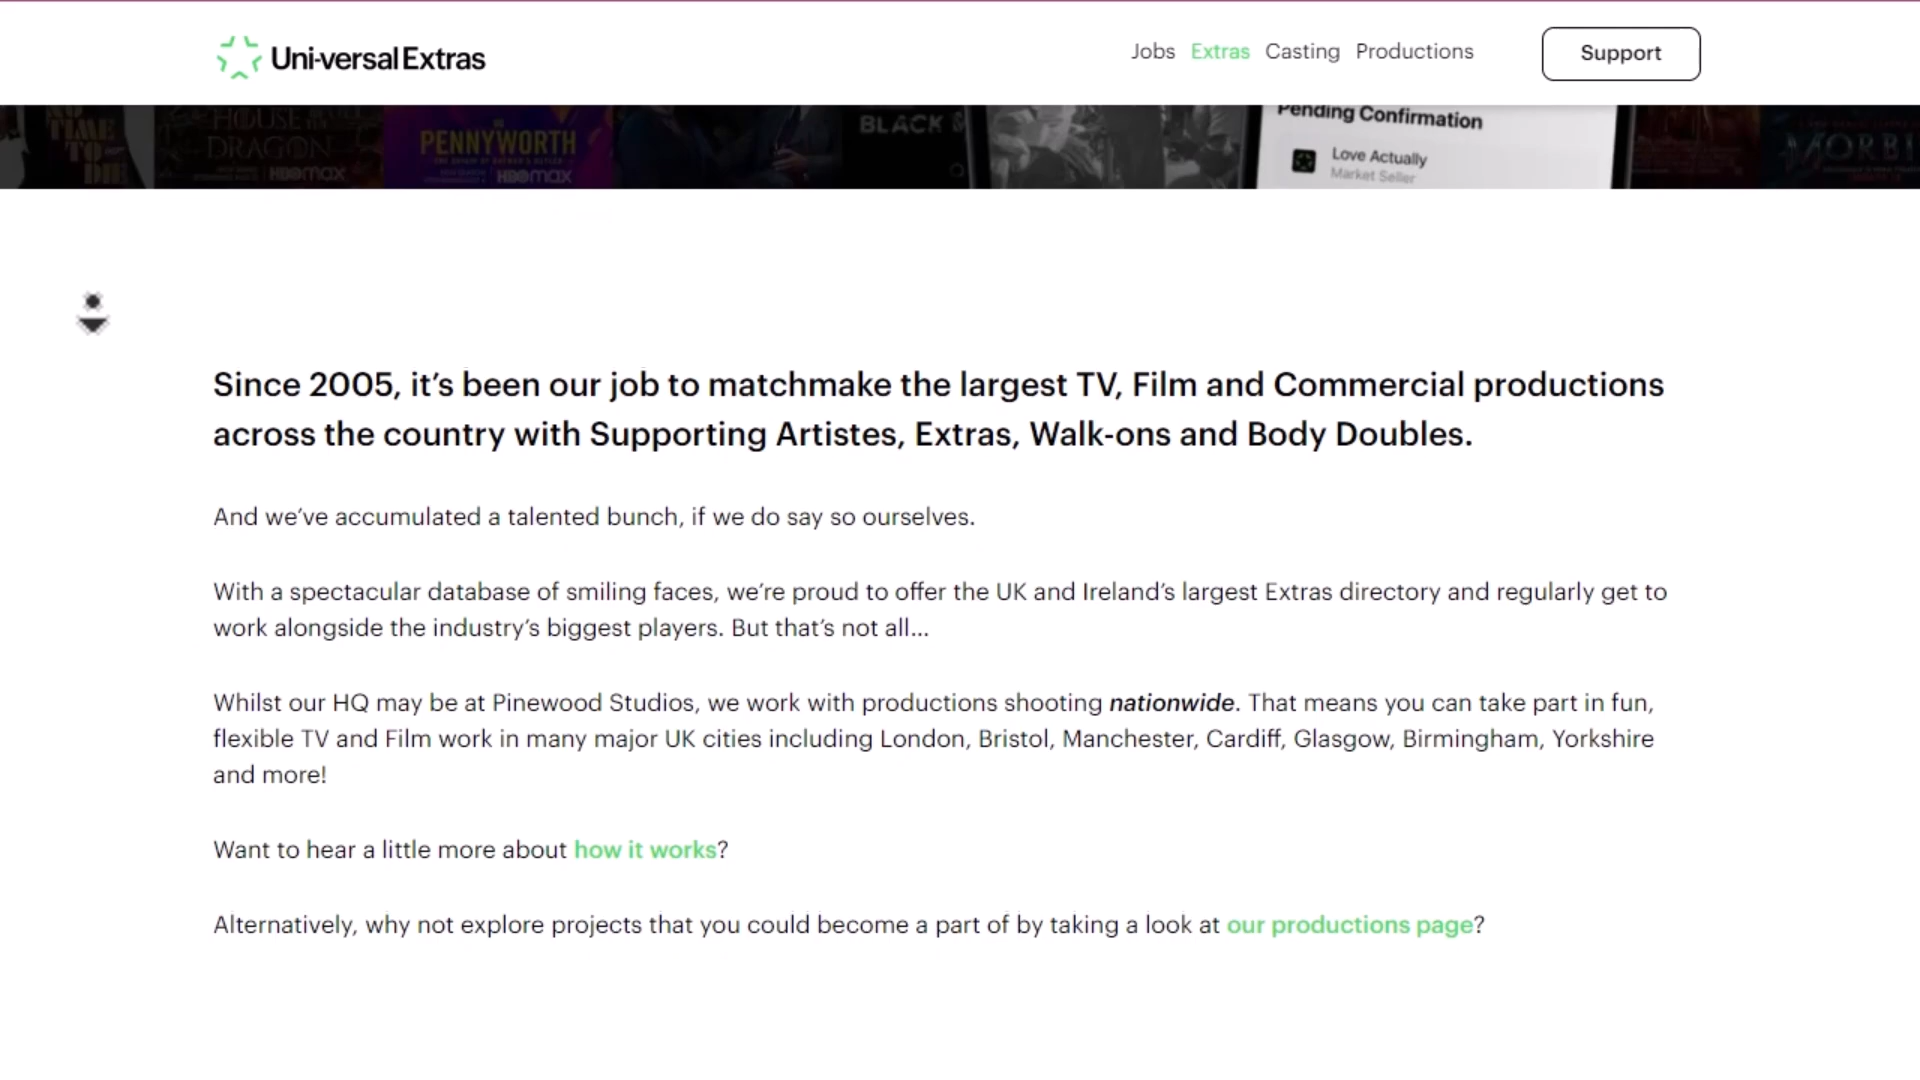 Uni-versal Extras
Jobs Extras Casting Productions
Support
NO TIME TO DIE
HOUSE
DRAGON
HBOMAX
PENNYWORTH
HBOMAX
BLACK
Pending Confirmation
Love Actually
Market Seller
MORBI
Since 2005, it’s been our job to matchmake the largest TV, Film and Commercial productions
across the country with Supporting Artistes, Extras, Walk-ons and Body Doubles.
And we’ve accumulated a talented bunch, if we do say so ourselves.
With a spectacular database of smiling faces, we’re proud to offer the UK and Ireland’s largest Extras directory and regularly get to
work alongside the industry’s biggest players. But that’s not all...
Whilst our HQ may be at Pinewood Studios, we work with productions shooting nationwide. That means you can take part in fun,
flexible TV and Film work in many major UK cities including London, Bristol, Manchester, Cardiff, Glasgow, Birmingham, Yorkshire
and more!
Want to hear a little more about how it works?
Alternatively, why not explore projects that you could become a part of by taking a look at our productions page?